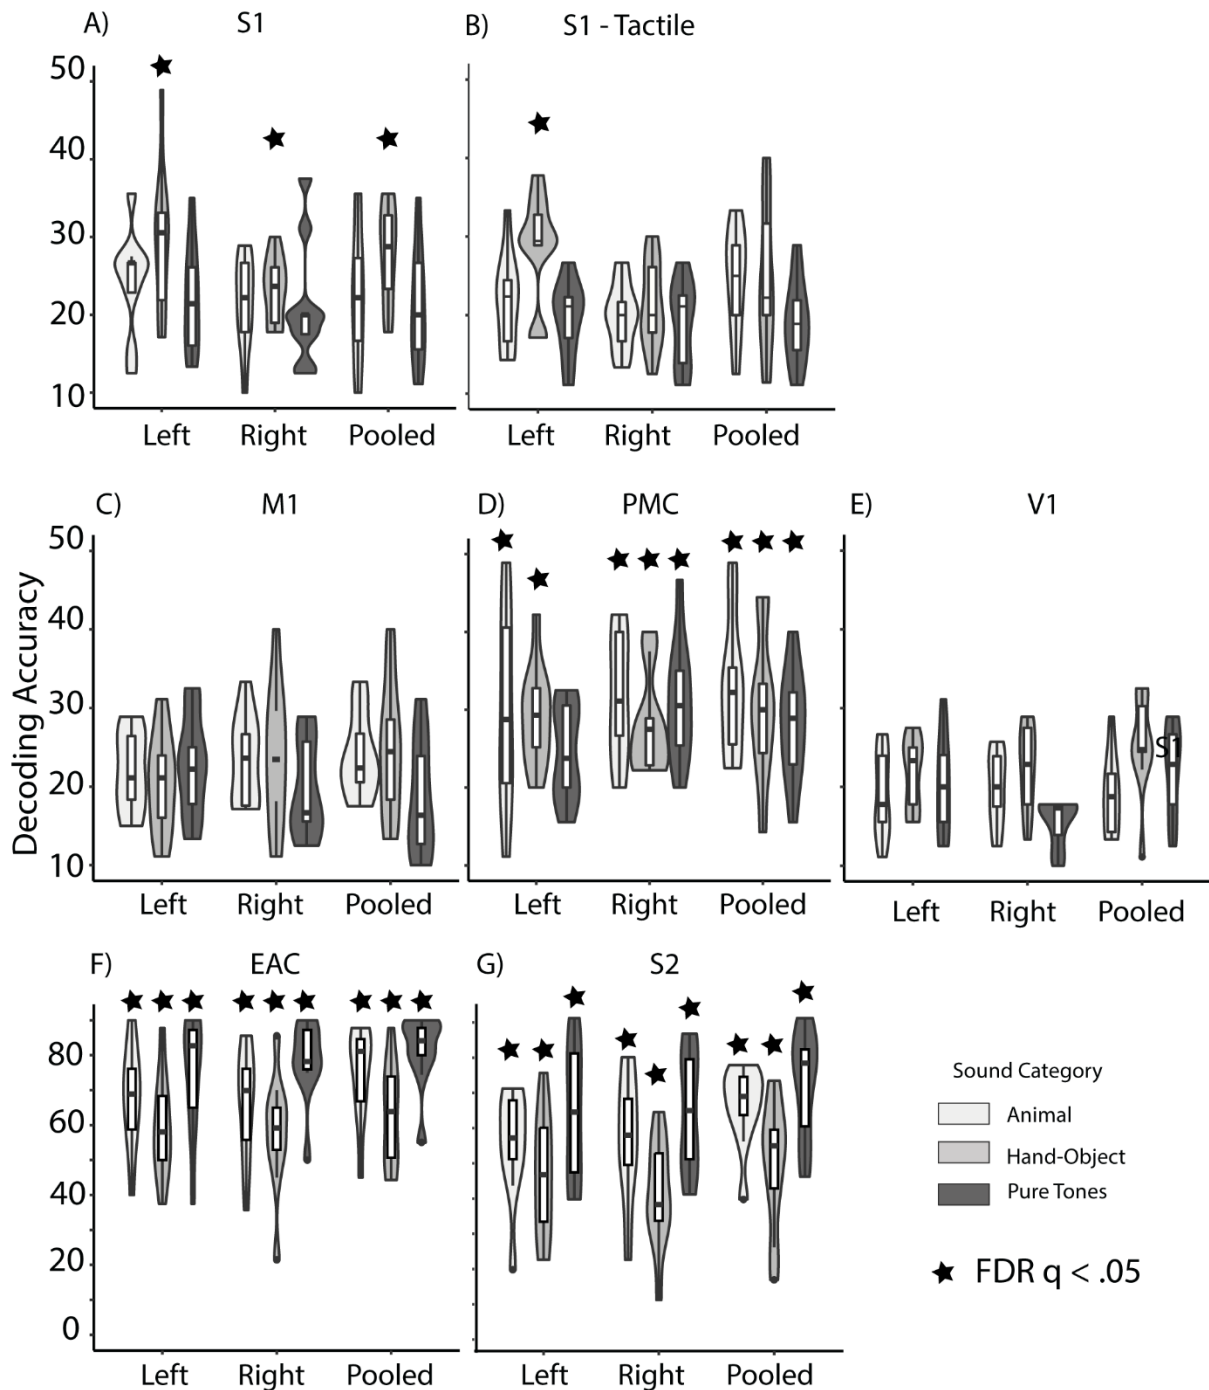 A) S1
50
40
30
20
10
Left Right Pooled
B) S1 - Tactile
Left Right Pooled
Decoding Accuracy
C) M1
50
40
30
20
10
Left Right Pooled
D) PMC
Left Right Pooled
E) V1
S1
Left Right Pooled
F) EAC
80
60
40
20
0
Left Right Pooled
G) S2
Left Right Pooled
Sound Category
Animal
Hand-Object
Pure Tones
FDR q < .05